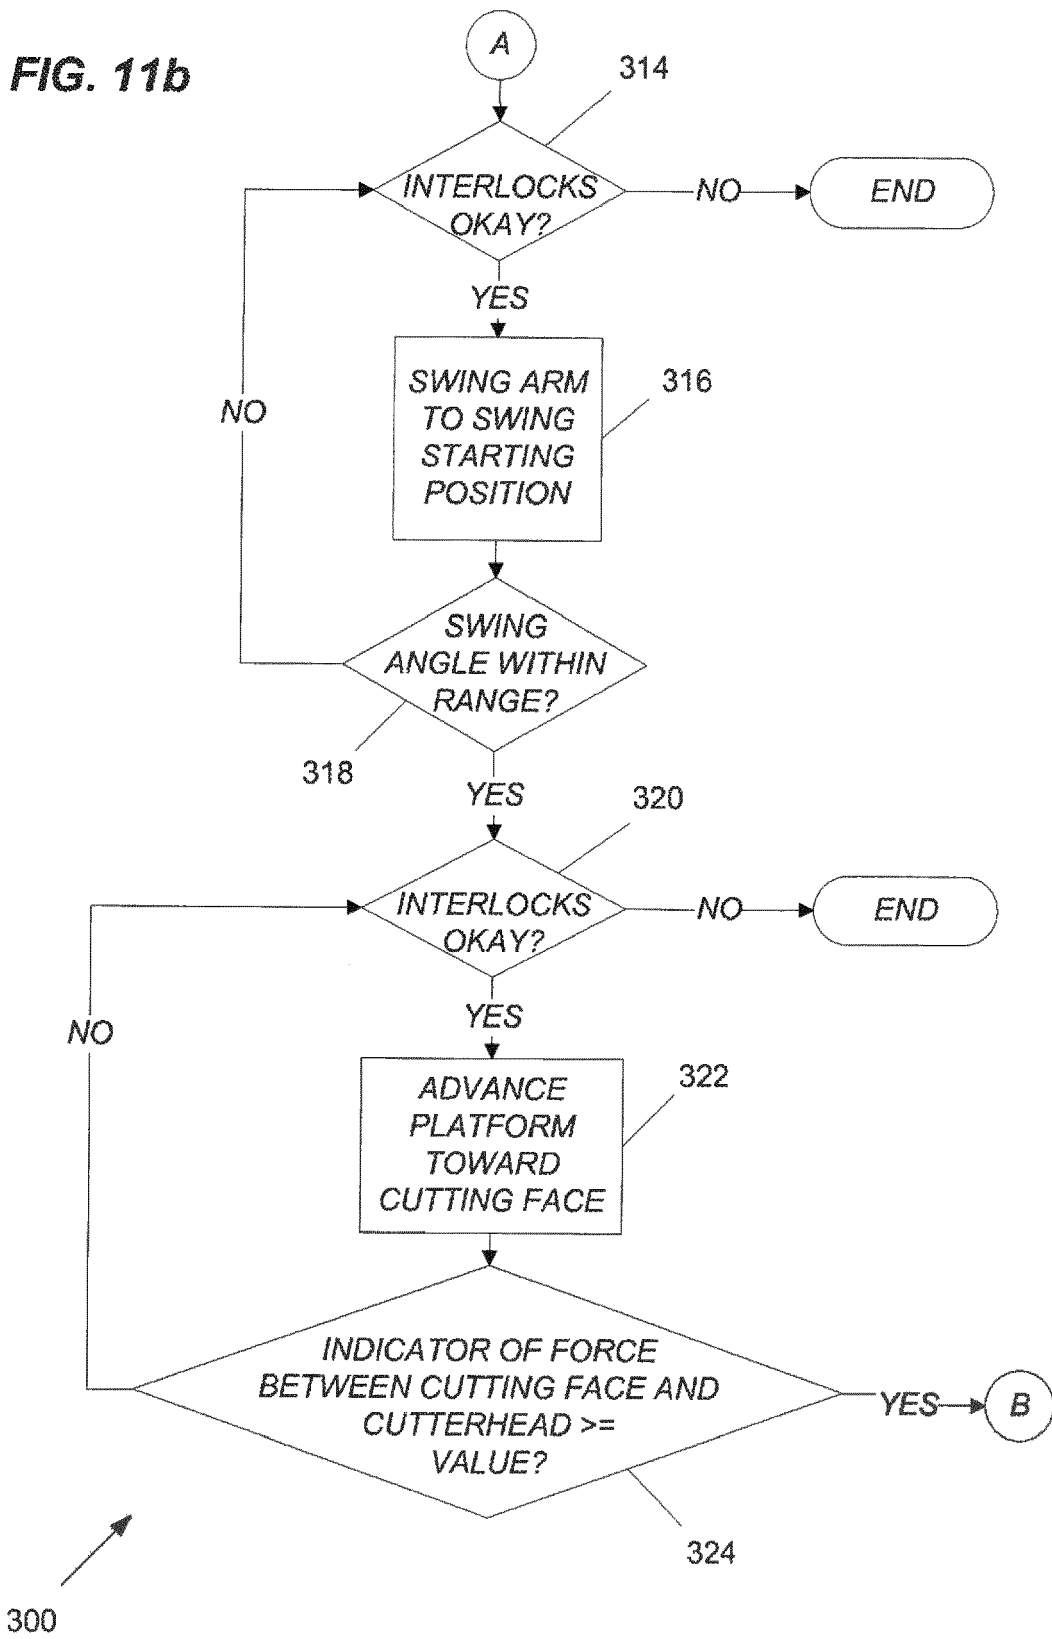 A
FIG. 11b
314
INTERLOCKS
OKAY?
NO
END
YES
SWING ARM
TO SWING
STARTING
POSITION
316
NO
SWING
ANGLE WITHIN
RANGE?
318
YES
320
INTERLOCKS
OKAY?
NO
END
YES
NO
ADVANCE
PLATFORM
TOWARD
CUTTING FACE
322
INDICATOR OF FORCE
BETWEEN CUTTING FACE AND
CUTTERHEAD >=
VALUE?
YES
B
324
300